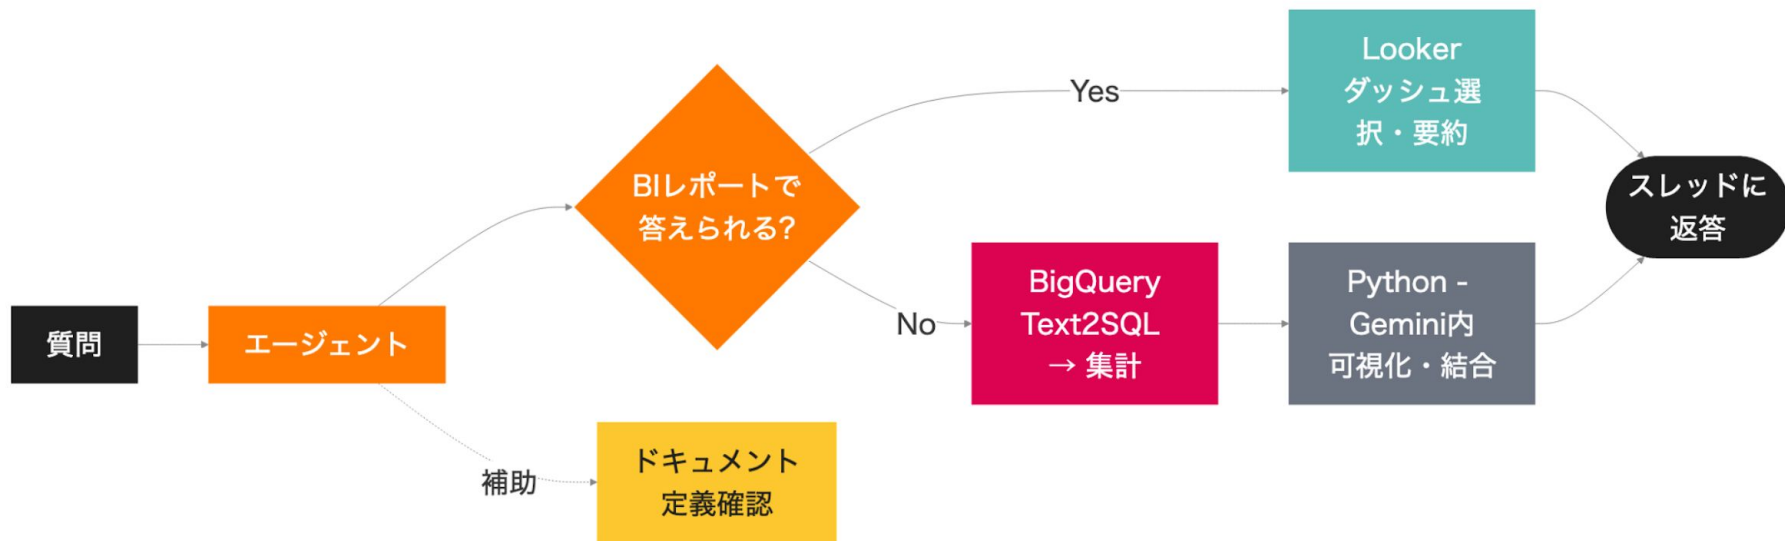 質問
エージェント
BIレポートで
答えられる?
補助
ドキュメント
定義確認
Yes
No
Looker
ダッシュ選
択・要約
BigQuery
Text2SQL
→ 集計
Python -
Gemini内
可視化・結合
スレッドに
返答